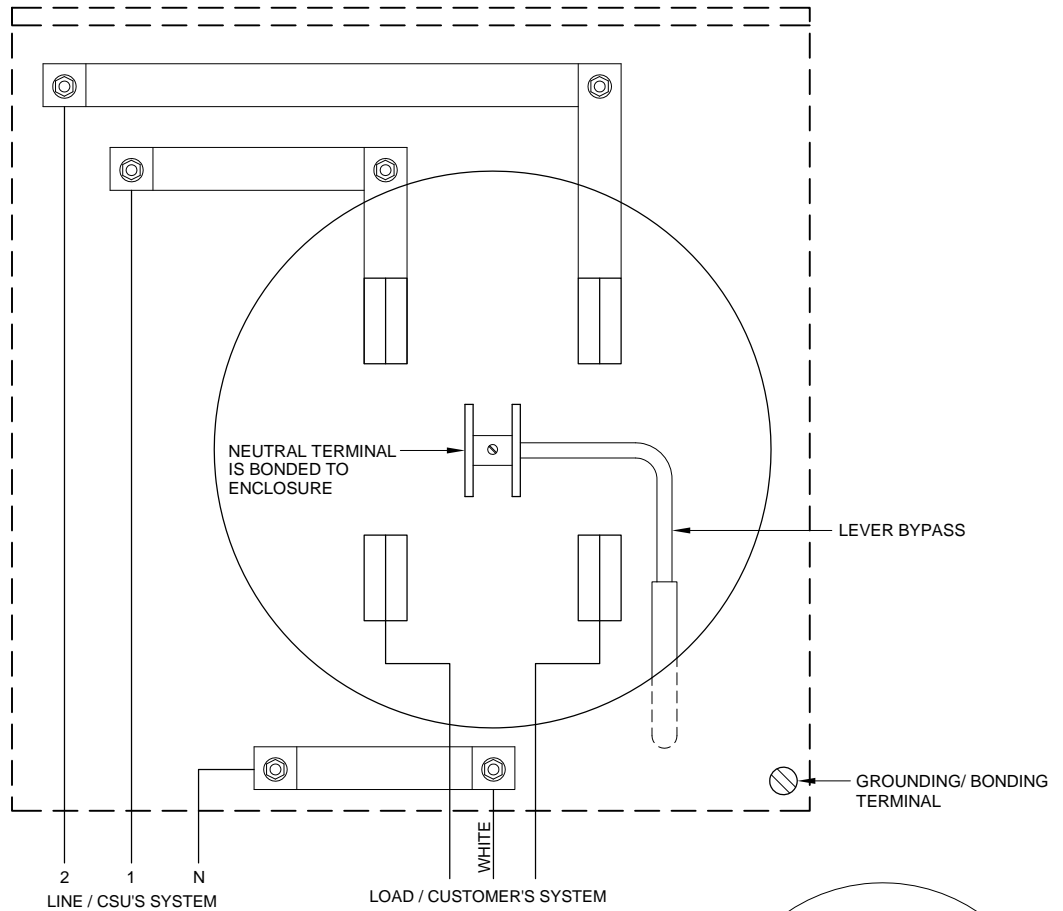 NEUTRAL TERMINAL
IS BONDED TO
ENCLOSURE
LEVER BYPASS
GROUNDING/ BONDING
TERMINAL
WHITE
2 1 N
LINE / CSU'S SYSTEM
LOAD / CUSTOMER'S SYSTEM